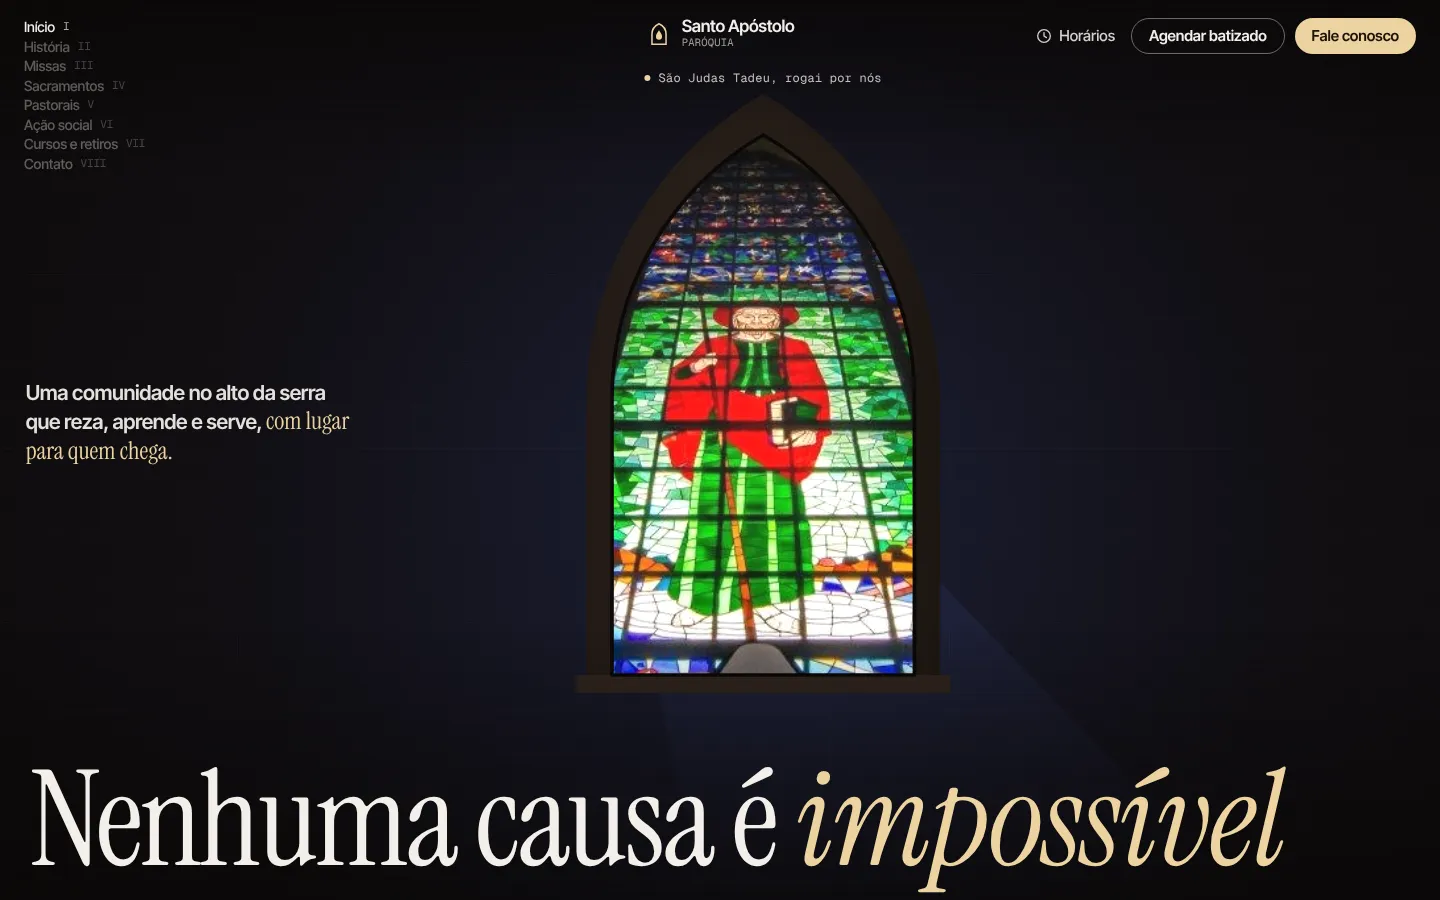 Início I
História II
Missas III
Sacramentos IV
Pastorais V
Ação social VI
Cursos e retiros VII
Contato VIII
Santo Apóstolo
PARÓQUIA
Horários
Agendar batizado
Fale conosco
São Judas Tadeu, rogai por nós
Uma comunidade no alto da serra
que reza, aprende e serve, com lugar
para quem chega.
Nenhuma causa é impossível